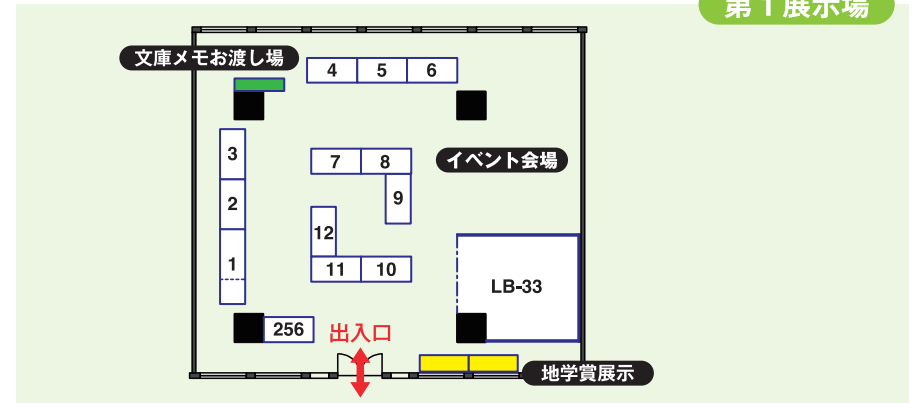 第1展示場
文庫メモお渡し場
4 5 6
3
7 8
イベント会場
2
9
12
1
11 10
LB-33
256
出入口
地学賞展示